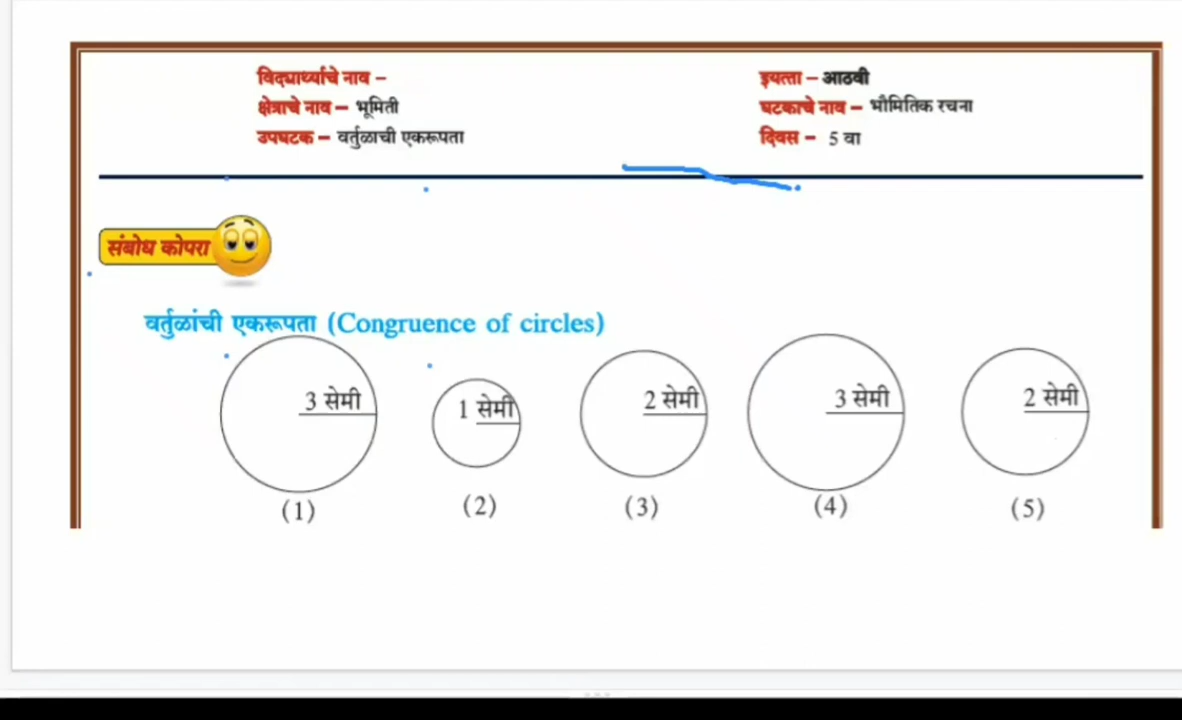 विद्यार्थ्याचे नाव –
इयत्ता – आठवी
क्षेत्राचे नाव – भूमिती
घटकाचे नाव – भौमितिक रचना
उपघटक – वर्तुळाची एकरूपता
दिवस – 5 वा
संबोध कोपरा
वर्तुळांची एकरूपता (Congruence of circles)
3 सेमी 1 सेमी 2 सेमी 3 सेमी 2 सेमी
(1) (2) (3) (4) (5)